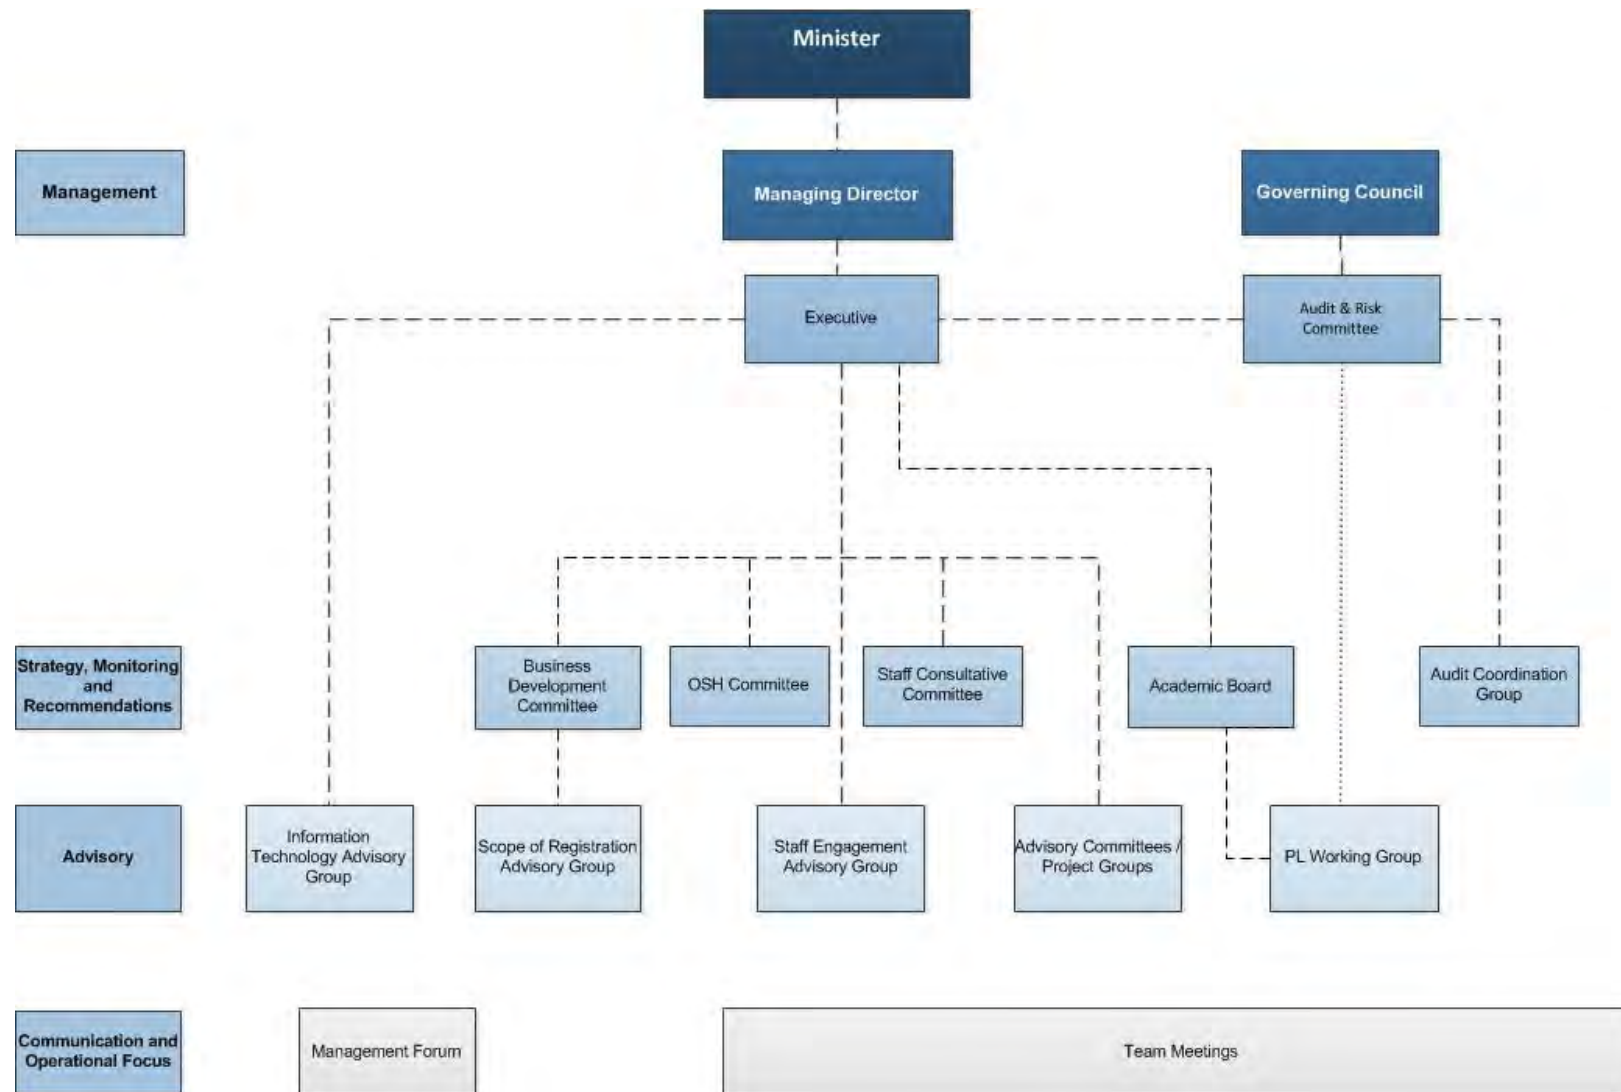 Minister
Management
Managing Director
Governing Council
Executive
Audit & Risk
Committee
Strategy, Monitoring
and
Recommendations
Business
Development
Committee
OSH Committee
Staff Consultative
Committee
Academic Board
Audit Coordination
Group
Advisory
Information
Technology Advisory
Group
Scope of Registration
Advisory Group
Staff Engagement
Advisory Group
Advisory Committees /
Project Groups
PL Working Group
Communication and
Operational Focus
Management Forum
Team Meetings